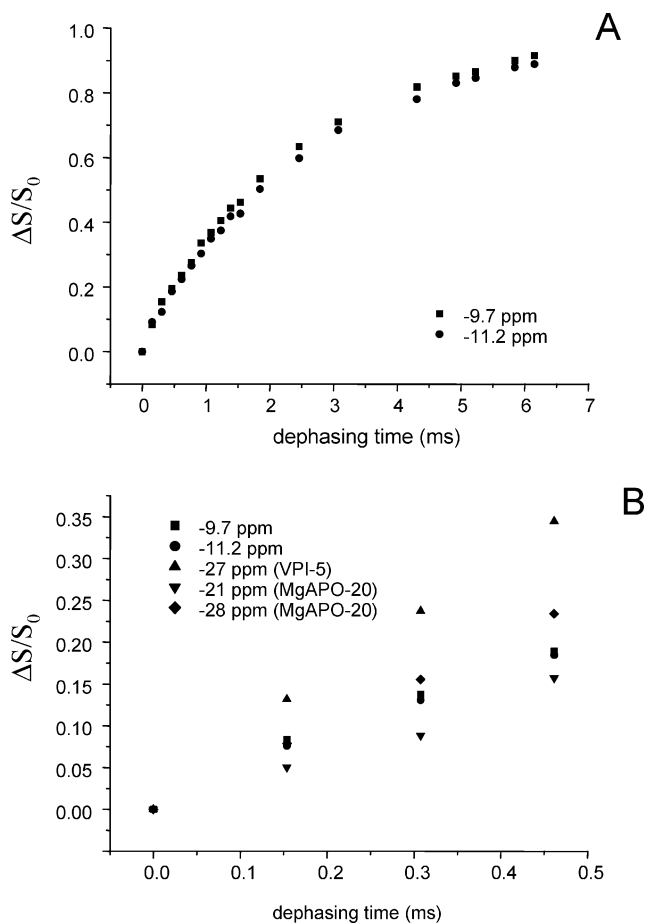 A
1.0
0.8
0.6
0.4
0.2
0.0
ΔS/S0
-9.7 ppm
-11.2 ppm
0 1 2 3 4 5 6 7
dephasing time (ms)
B
0.35
0.30
0.25
0.20
0.15
0.10
0.05
0.00
ΔS/S0
-9.7 ppm
-11.2 ppm
-27 ppm (VPI-5)
-21 ppm (MgAPO-20)
-28 ppm (MgAPO-20)
0.0 0.1 0.2 0.3 0.4 0.5
dephasing time (ms)